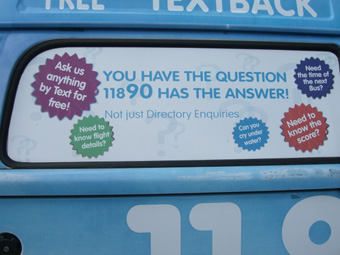 FREE TEXTBACK
Ask us
anything
by Text for
free!
YOU HAVE THE QUESTION
11890 HAS THE ANSWER!
Not just Directory Enquiries
Need the
time of the
next
Bus?
Need to
know flight
details?
Can you
cry under
water?
Need to
know the
score?
118